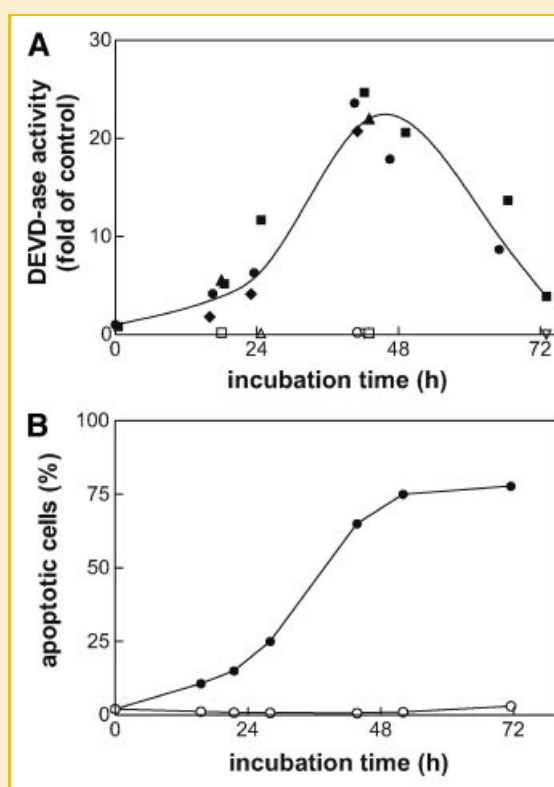 A
30
20
10
0
DEVD-ase activity
(fold of control)
0 24 48 72
incubation time (h)
B
100
75
50
25
0
apoptotic cells (%)
0 24 48 72
incubation time (h)